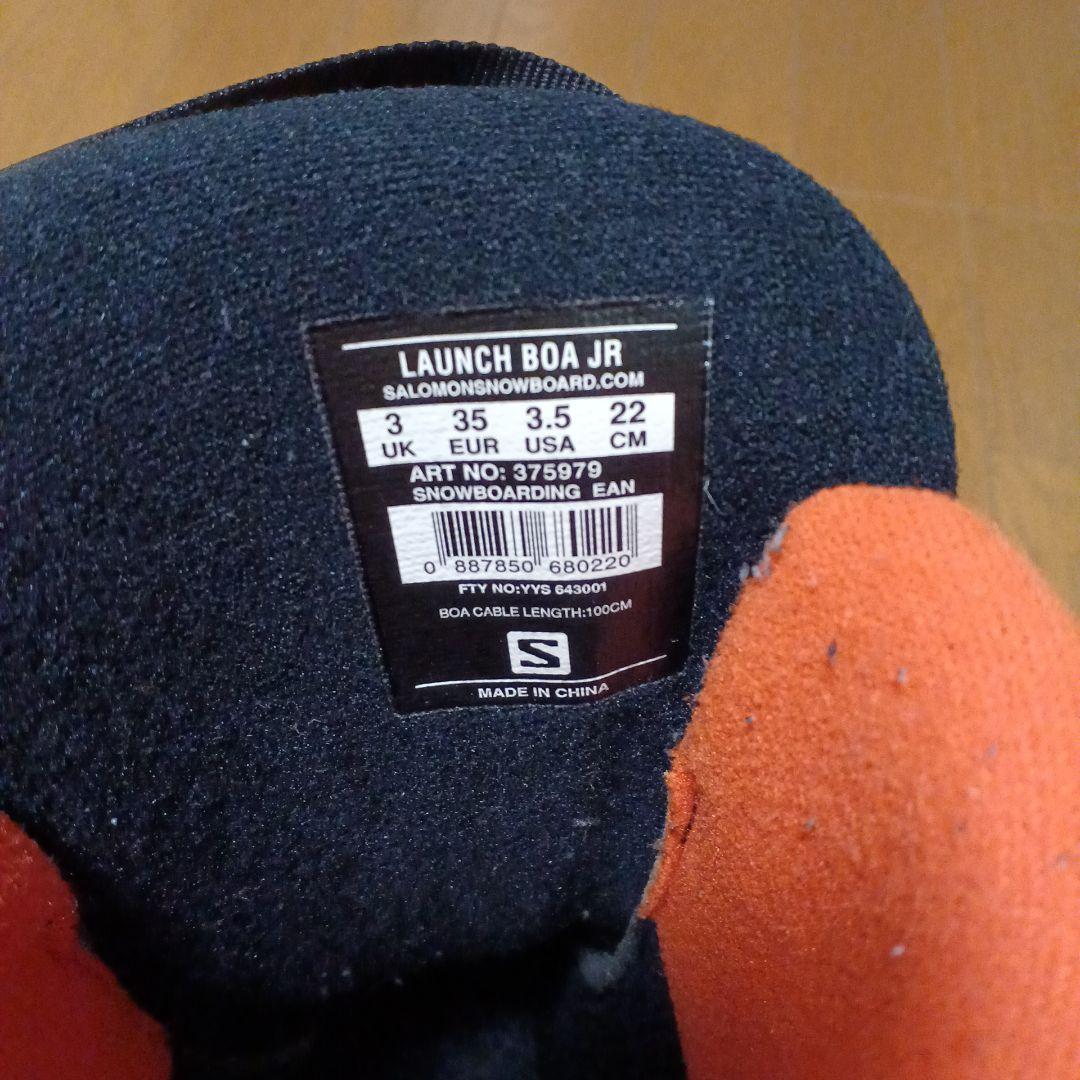 LAUNCH BOA JR
SALOMONSNOWBOARD.COM
3 35 3.5 22
UK EUR USA CM
ART NO: 375979
SNOWBOARDING EAN
0 887850 680220
FTY NO:YYS 643001
BOA CABLE LENGTH:100CM
S
MADE IN CHINA